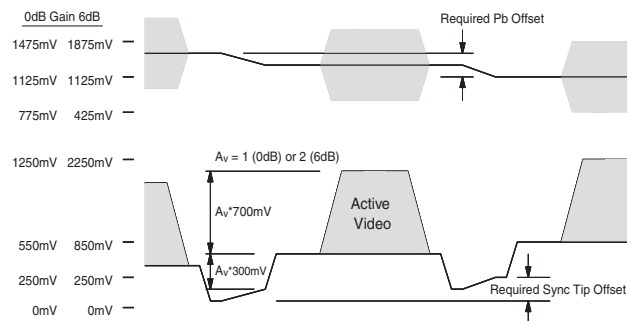 0dB Gain 6dB
Required Pb Offset
1475mV 1875mV
1125mV 1125mV
775mV 425mV
1250mV 2250mV
Av = 1 (0dB) or 2 (6dB)
Av*700mV
Active
Video
550mV 850mV
Av*300mV
250mV 250mV
Required Sync Tip Offset
0mV 0mV